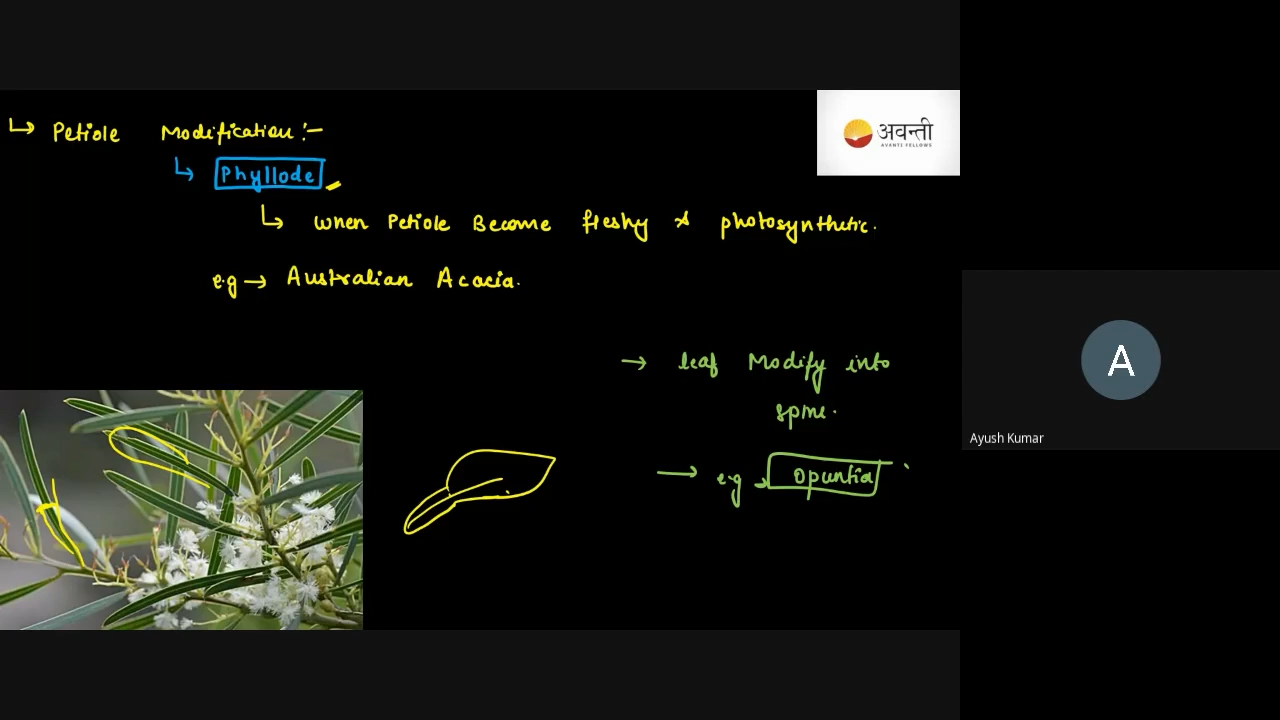 ↳ Petiole Modification :-
अवन्ती
AVANTI FELLOWS
↳ Phyllode
↳ when Petiole Become fleshy & photosynthetic.
e.g → Australian Acacia.
→ leaf Modify into
spine.
→ e.g → Opuntia
A
Ayush Kumar